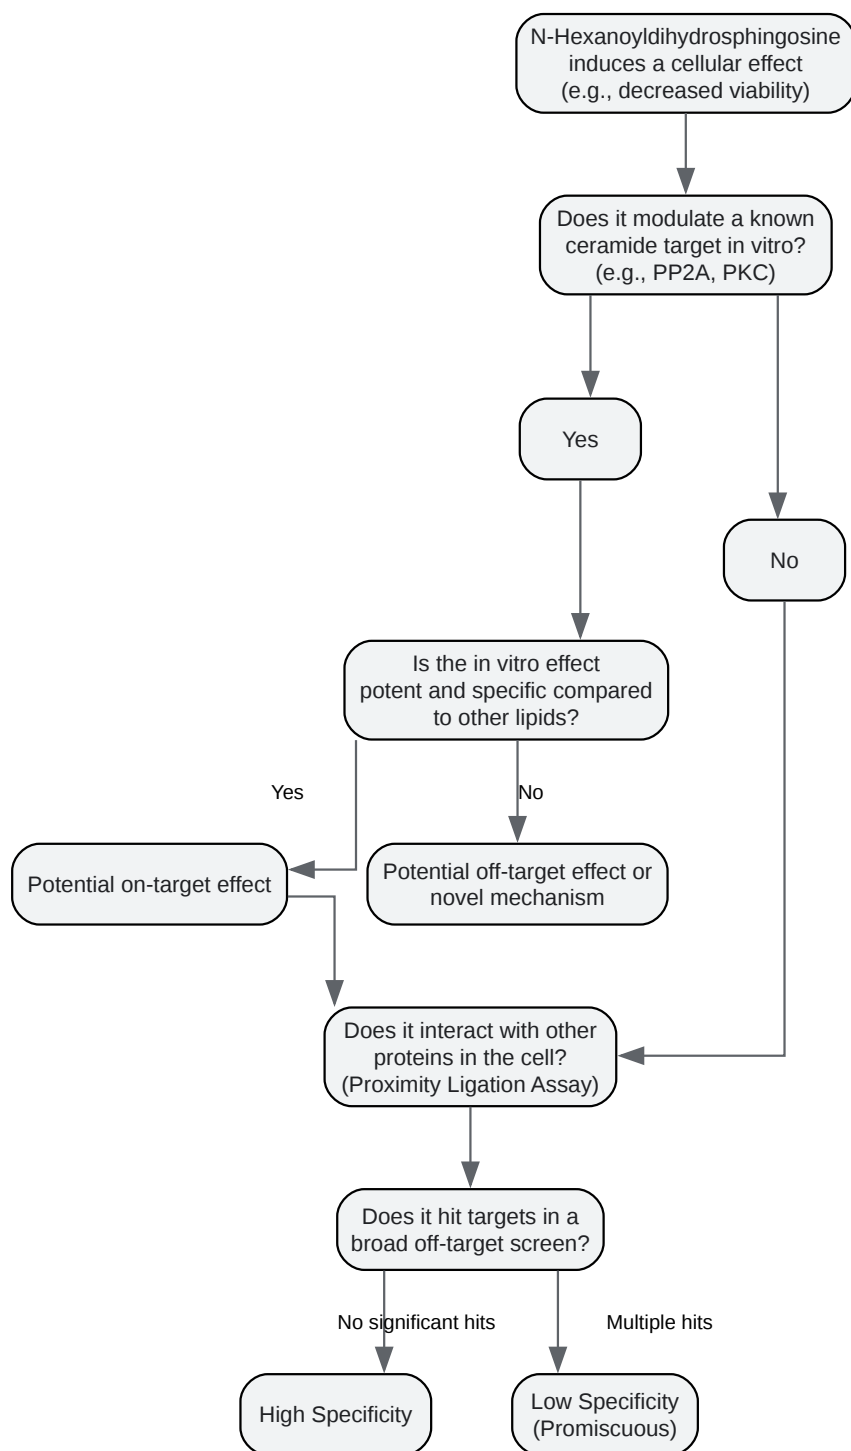 N-Hexanoyldihydrosphingosine
induces a cellular effect
(e.g., decreased viability)
Does it modulate a known
ceramide target in vitro?
(e.g., PP2A, PKC)
Yes
No
Is the in vitro effect
potent and specific compared
to other lipids?
Yes
No
Potential on-target effect
Potential off-target effect or
novel mechanism
Does it interact with other
proteins in the cell?
(Proximity Ligation Assay)
Does it hit targets in a
broad off-target screen?
No significant hits
Multiple hits
High Specificity
Low Specificity
(Promiscuous)